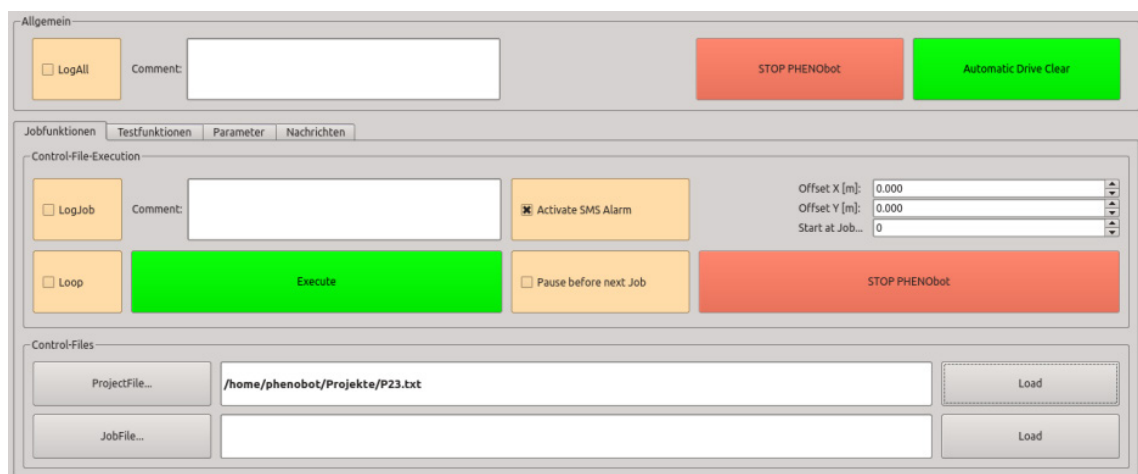 Allgemein
LogAll
Comment:
STOP PHENObot
Automatic Drive Clear
Jobfunktionen
Testfunktionen
Parameter
Nachrichten
Control-File-Execution
LogJob
Comment:
Activate SMS Alarm
Offset X [m]: 0.000
Offset Y [m]: 0.000
Start at Job... 0
Loop
Execute
Pause before next Job
STOP PHENObot
Control-Files
ProjectFile...
/home/phenobot/Projekte/P23.txt
Load
JobFile...
Load